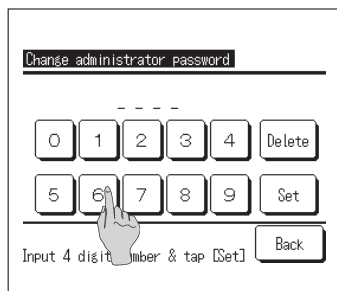 Change administrator password
_ _ _ _
0 1 2 3 4 Delete
5 6 7 8 9 Set
Back
Input 4 digit mber & tap [Set]